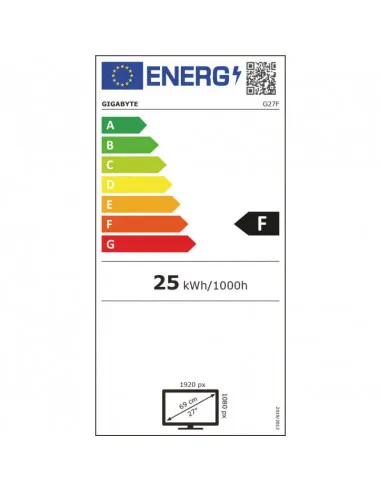 ENERG
GIGABYTE
G27F
A
B
C
D
E
F
F
G
25 kWh/1000h
1920 px
69 cm
27"
1080 px
2019/2013